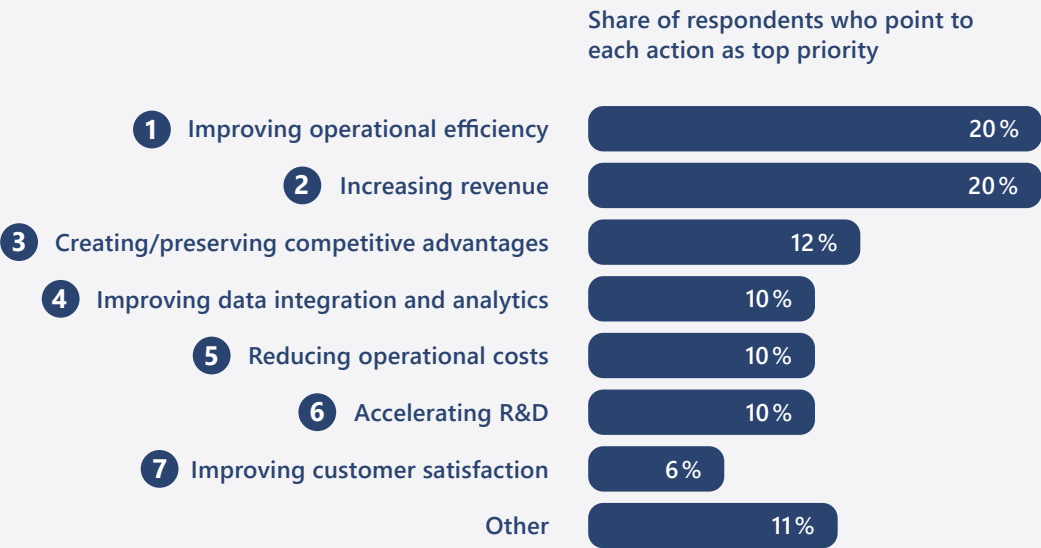 Share of respondents who point to
each action as top priority
1 Improving operational efficiency 20%
2 Increasing revenue 20%
3 Creating/preserving competitive advantages 12%
4 Improving data integration and analytics 10%
5 Reducing operational costs 10%
6 Accelerating R&D 10%
7 Improving customer satisfaction 6%
Other 11%